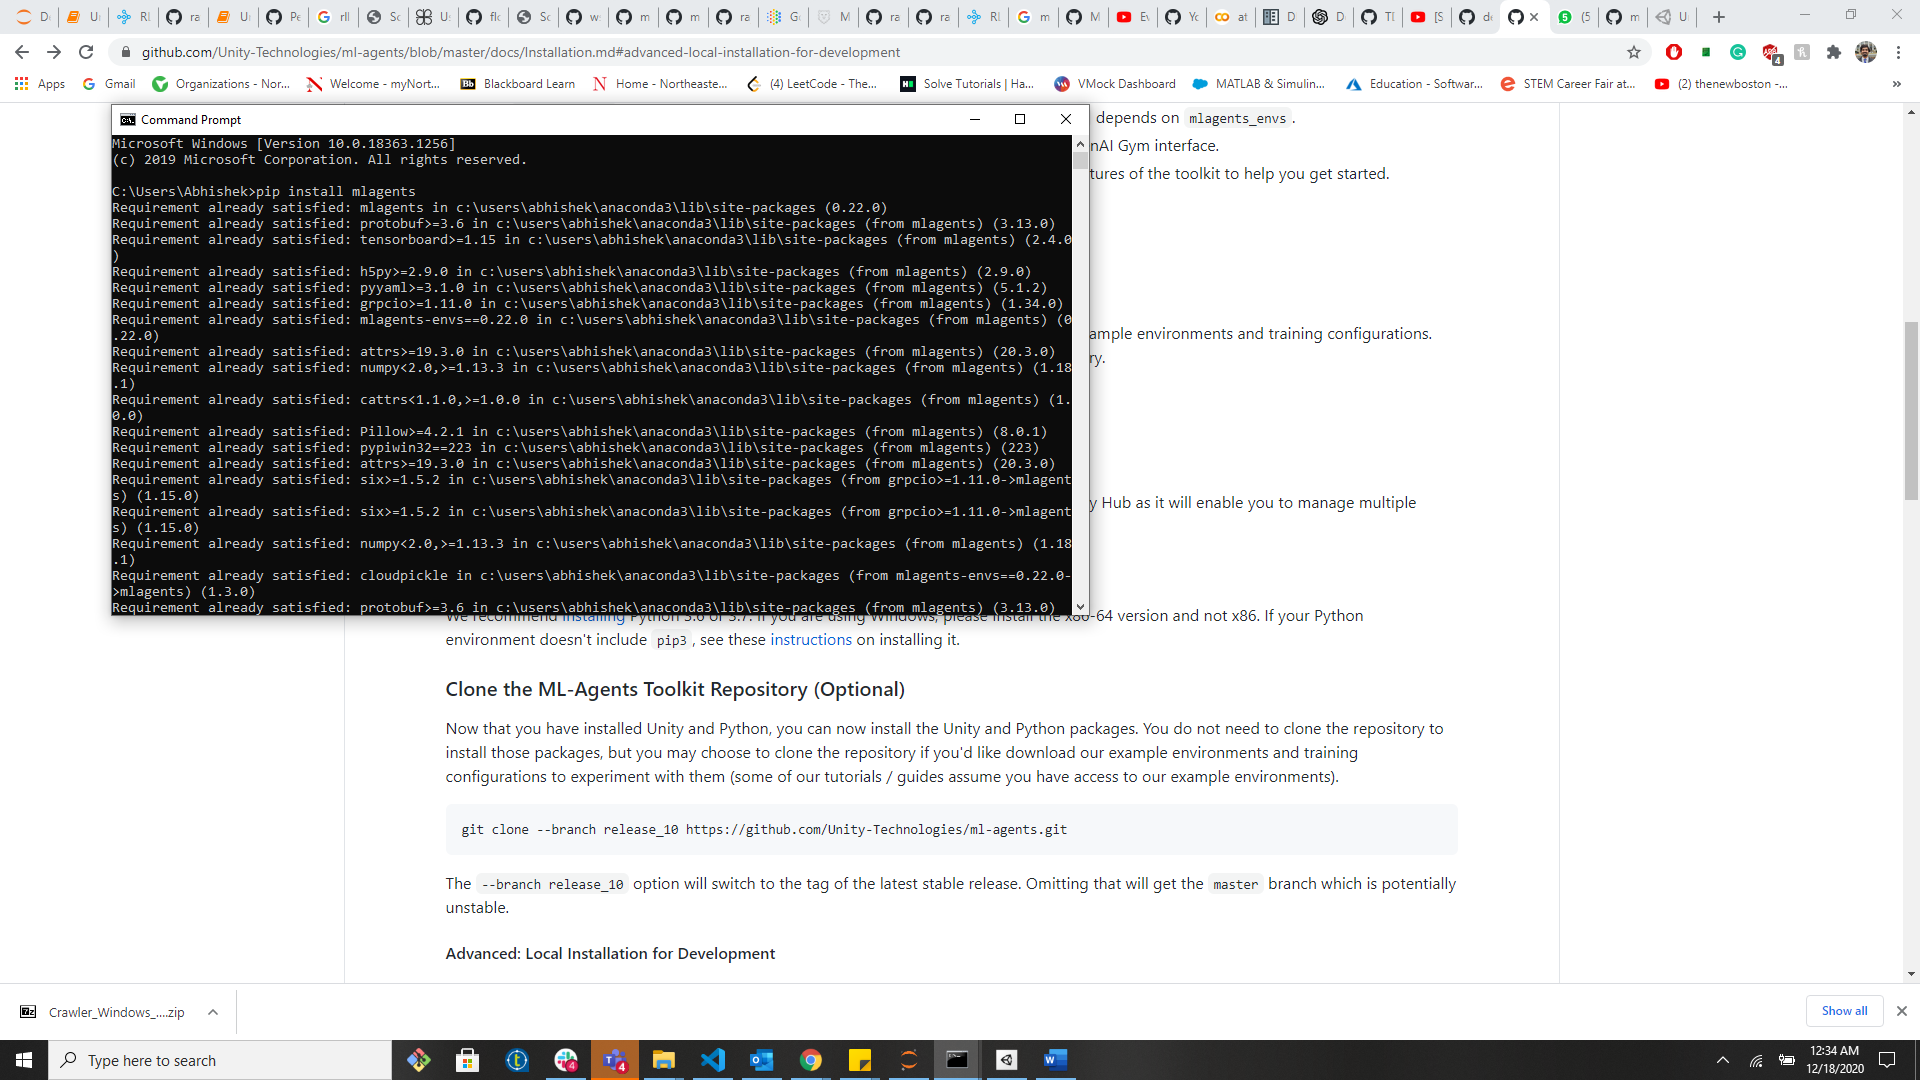 github.com/Unity-Technologies/ml-agents/blob/master/docs/Installation.md#advanced-local-installation-for-development
4
Apps
Gmail
Organizations - Nor...
Welcome - myNort...
Blackboard Learn
Home - Northeaste...
(4) LeetCode - The...
Solve Tutorials | Ha...
VMock Dashboard
MATLAB & Simulin...
Education - Softwar...
STEM Career Fair at...
(2) thenewboston -...
»
Command Prompt
Microsoft Windows [Version 10.0.18363.1256]
(c) 2019 Microsoft Corporation. All rights reserved.
C:\Users\Abhishek>pip install mlagents
Requirement already satisfied: mlagents in c:\users\abhishek\anaconda3\lib\site-packages (0.22.0)
Requirement already satisfied: protobuf>=3.6 in c:\users\abhishek\anaconda3\lib\site-packages (from mlagents) (3.13.0)
Requirement already satisfied: tensorboard>=1.15 in c:\users\abhishek\anaconda3\lib\site-packages (from mlagents) (2.4.0
)
Requirement already satisfied: h5py>=2.9.0 in c:\users\abhishek\anaconda3\lib\site-packages (from mlagents) (2.9.0)
Requirement already satisfied: pyyaml>=3.1.0 in c:\users\abhishek\anaconda3\lib\site-packages (from mlagents) (5.1.2)
Requirement already satisfied: grpcio>=1.11.0 in c:\users\abhishek\anaconda3\lib\site-packages (from mlagents) (1.34.0)
Requirement already satisfied: mlagents-envs==0.22.0 in c:\users\abhishek\anaconda3\lib\site-packages (from mlagents) (0
.22.0)
Requirement already satisfied: attrs>=19.3.0 in c:\users\abhishek\anaconda3\lib\site-packages (from mlagents) (20.3.0)
Requirement already satisfied: numpy<2.0,>=1.13.3 in c:\users\abhishek\anaconda3\lib\site-packages (from mlagents) (1.18
.1)
Requirement already satisfied: cattrs<1.1.0,>=1.0.0 in c:\users\abhishek\anaconda3\lib\site-packages (from mlagents) (1.
0.0)
Requirement already satisfied: Pillow>=4.2.1 in c:\users\abhishek\anaconda3\lib\site-packages (from mlagents) (8.0.1)
Requirement already satisfied: pypiwin32==223 in c:\users\abhishek\anaconda3\lib\site-packages (from mlagents) (223)
Requirement already satisfied: attrs>=19.3.0 in c:\users\abhishek\anaconda3\lib\site-packages (from mlagents) (20.3.0)
Requirement already satisfied: six>=1.5.2 in c:\users\abhishek\anaconda3\lib\site-packages (from grpcio>=1.11.0->mlagent
s) (1.15.0)
Requirement already satisfied: six>=1.5.2 in c:\users\abhishek\anaconda3\lib\site-packages (from grpcio>=1.11.0->mlagent
s) (1.15.0)
Requirement already satisfied: numpy<2.0,>=1.13.3 in c:\users\abhishek\anaconda3\lib\site-packages (from mlagents) (1.18
.1)
Requirement already satisfied: cloudpickle in c:\users\abhishek\anaconda3\lib\site-packages (from mlagents-envs==0.22.0-
>mlagents) (1.3.0)
Requirement already satisfied: protobuf>=3.6 in c:\users\abhishek\anaconda3\lib\site-packages (from mlagents) (3.13.0)
depends on mlagents_envs .
nAI Gym interface.
tures of the toolkit to help you get started.
ample environments and training configurations.
ry.
y Hub as it will enable you to manage multiple
We recommend installing Python 3.6 or 3.7. If you are using Windows, please install the x86-64 version and not x86. If your Python
environment doesn't include pip3 , see these instructions on installing it.
Clone the ML-Agents Toolkit Repository (Optional)
Now that you have installed Unity and Python, you can now install the Unity and Python packages. You do not need to clone the repository to
install those packages, but you may choose to clone the repository if you'd like download our example environments and training
configurations to experiment with them (some of our tutorials / guides assume you have access to our example environments).
git clone --branch release_10 https://github.com/Unity-Technologies/ml-agents.git
The --branch release_10 option will switch to the tag of the latest stable release. Omitting that will get the master branch which is potentially
unstable.
Advanced: Local Installation for Development
Crawler_Windows_....zip
Show all
Type here to search
4
4
12:34 AM
12/18/2020